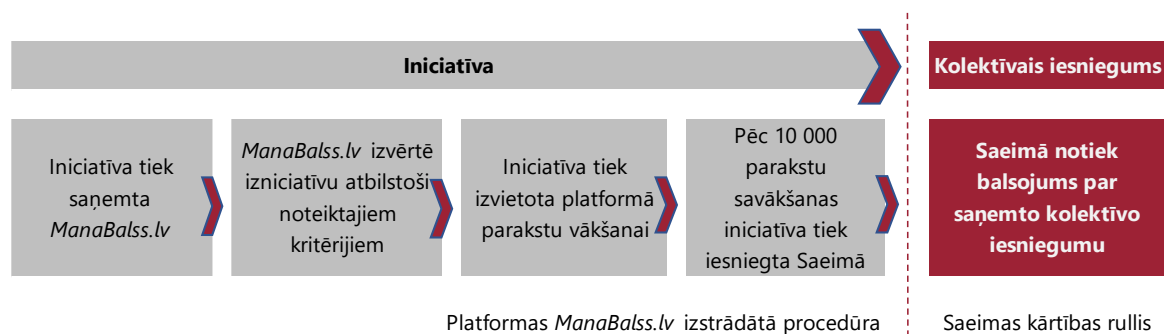 Iniciatīva
Kolektīvais iesniegums
Iniciatīva tiek
saņemta
ManaBalss.lv
ManaBalss.lv izvērtē
izniciatīvu atbilstoši
noteiktajiem
kritērijiem
Iniciatīva tiek
izvietota platformā
parakstu vākšanai
Pēc 10 000
parakstu
savākšanas
iniciatīva tiek
iesniegta Saeimā
Saeimā notiek
balsojums par
saņemto kolektīvo
iesniegumu
Platformas ManaBalss.lv izstrādātā procedūra
Saeimas kārtības rullis